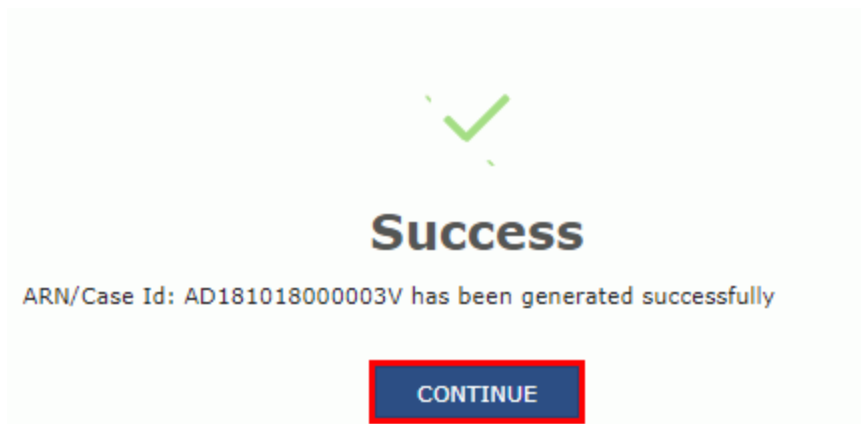 Success
ARN/Case Id: AD181018000003V has been generated successfully
CONTINUE